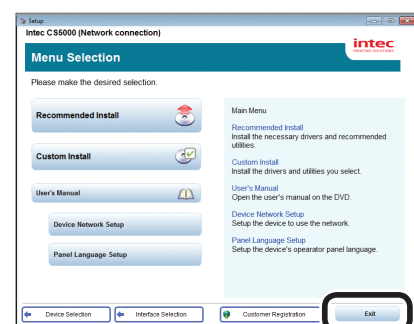 Setup
Intec CS5000 (Network connection)
intec
PRINTING SOLUTIONS
Menu Selection
Please make the desired selection.
Recommended Install
Custom Install
User's Manual
Device Network Setup
Panel Language Setup
Main Menu
Recommended Install
Install the necessary drivers and recommended
utilities.
Custom Install
Install the drivers and utilities you select.
User's Manual
Open the user's manual on the DVD.
Device Network Setup
Setup the device to use the network.
Panel Language Setup
Setup the device's opearator panel language.
Device Selection
Interface Selection
Customer Registration
Exit